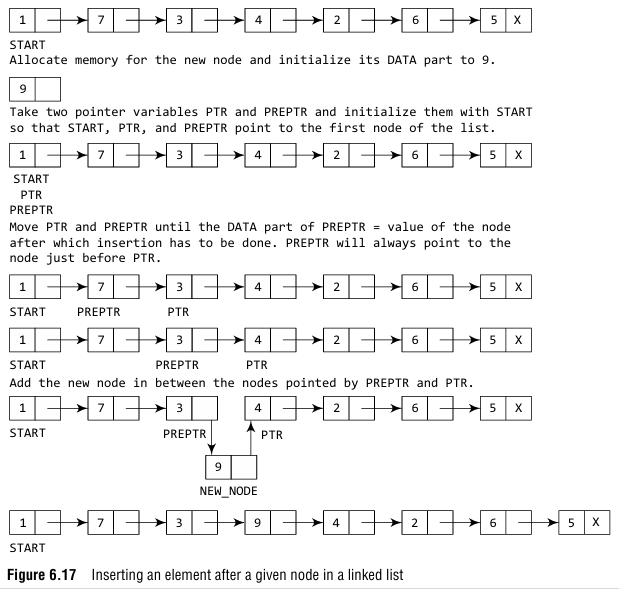 1 7 3 4 2 6 5 X
START
Allocate memory for the new node and initialize its DATA part to 9.
9
Take two pointer variables PTR and PREPTR and initialize them with START
so that START, PTR, and PREPTR point to the first node of the list.
1 7 3 4 2 6 5 X
START
PTR
PREPTR
Move PTR and PREPTR until the DATA part of PREPTR = value of the node
after which insertion has to be done. PREPTR will always point to the
node just before PTR.
1 7 3 4 2 6 5 X
START PREPTR PTR
1 7 3 4 2 6 5 X
START PREPTR PTR
Add the new node in between the nodes pointed by PREPTR and PTR.
1 7 3 4 2 6 5 X
START PREPTR PTR
9
NEW_NODE
1 7 3 9 4 2 6 5 X
START
Figure 6.17 Inserting an element after a given node in a linked list